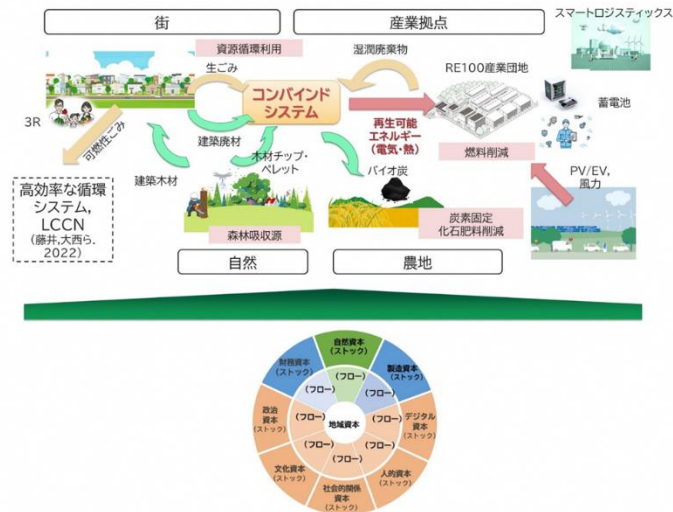 街
産業拠点
スマートロジスティックス
資源循環利用
生ごみ
湿潤廃棄物
RE100産業団地
コンバインド
システム
蓄電池
3R
可燃性ごみ
再生可能
エネルギー
(電気・熱)
建築廃材
燃料削減
木材チップ・
ペレット
建築木材
バイオ炭
PV/EV,
風力
高効率な循環
システム,
LCCN
(藤井,大西ら.
2022)
森林吸収源
炭素固定
化石肥料削減
自然
農地
自然資本
(ストック)
財務資本
(ストック)
製造資本
(ストック)
(フロー)
(フロー)
(フロー)
政治
資本
(ストック)
(フロー)
地域資本
(フロー)
デジタル
資本
(ストック)
(フロー)
(フロー)
(フロー)
文化資本
(ストック)
人的資本
(ストック)
社会的関係
資本
(ストック)